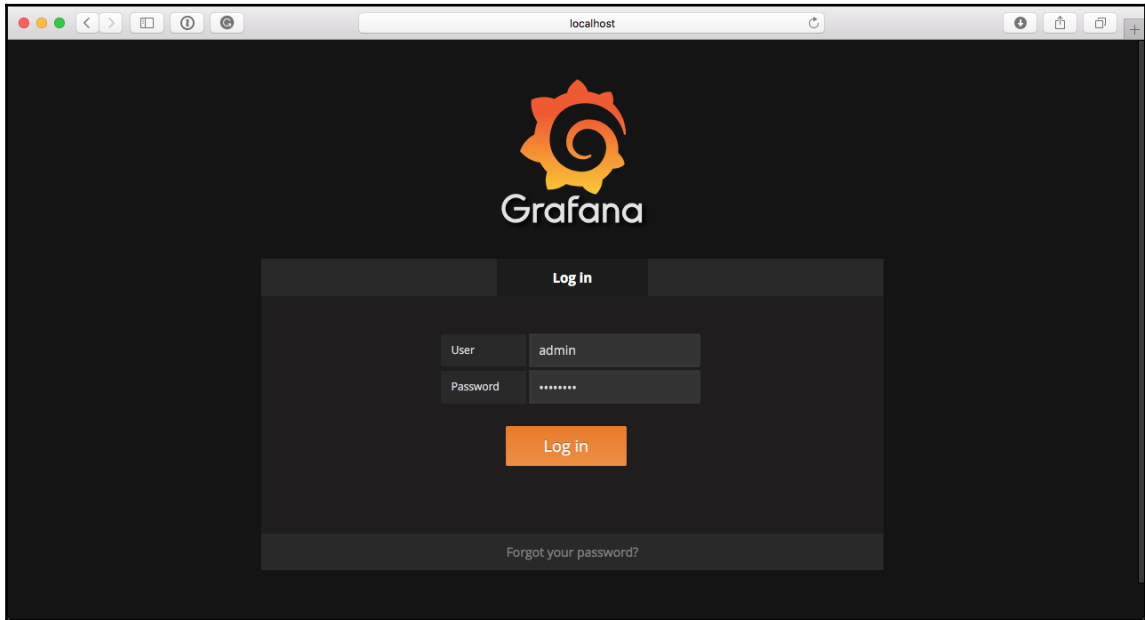 localhost
Grafana
Log in
User admin
Password ••••••••
Log in
Forgot your password?